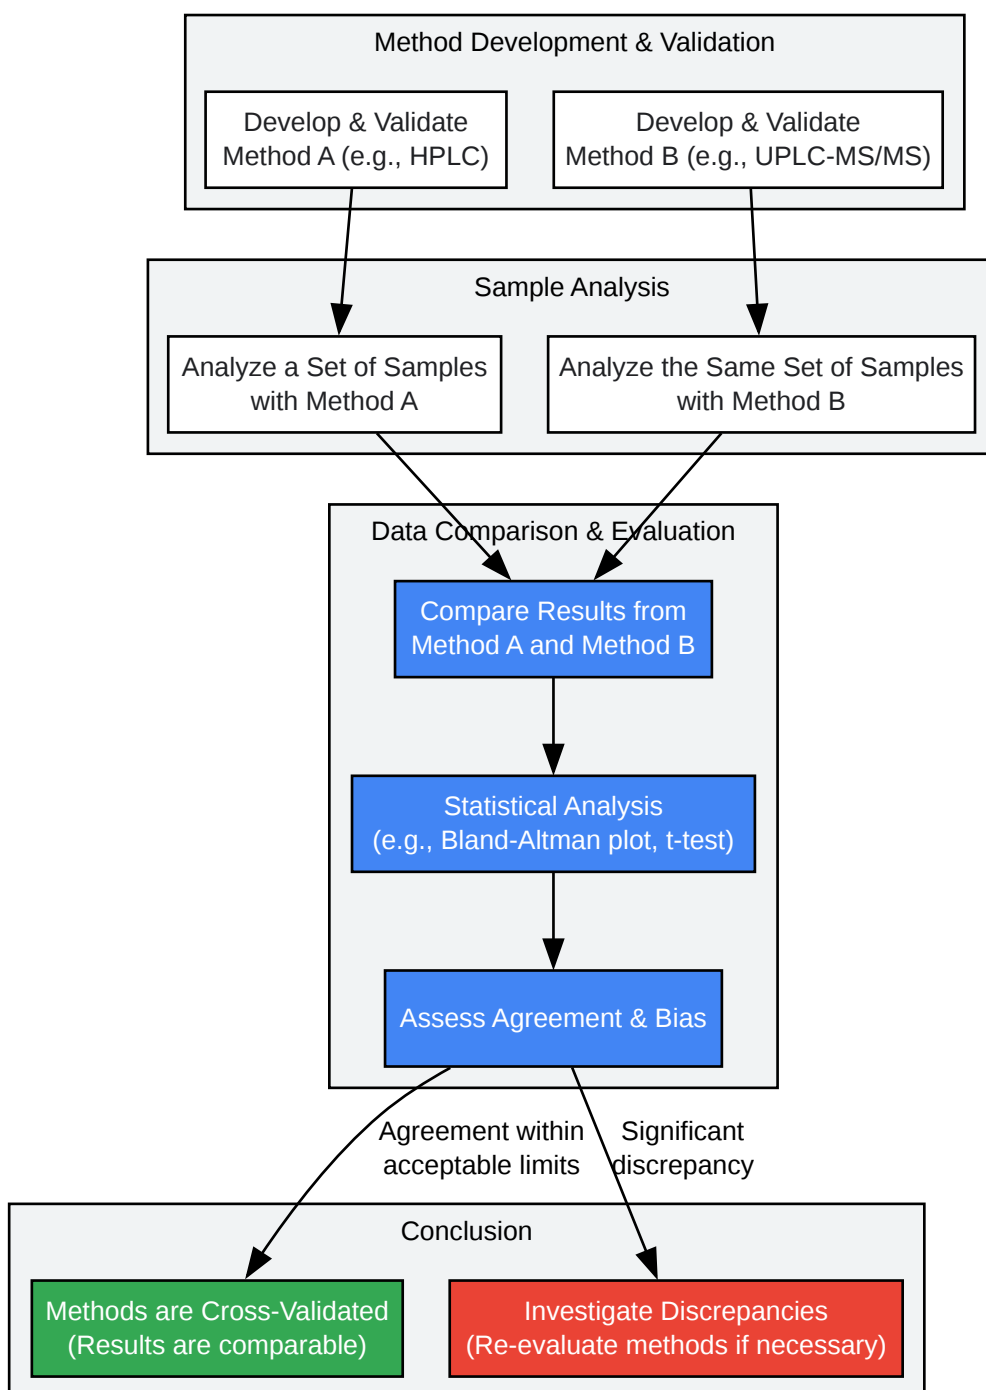 Method Development & Validation
Develop & Validate
Method A (e.g., HPLC)
Develop & Validate
Method B (e.g., UPLC-MS/MS)
Sample Analysis
Analyze a Set of Samples
with Method A
Analyze the Same Set of Samples
with Method B
Data Comparison & Evaluation
Compare Results from
Method A and Method B
Statistical Analysis
(e.g., Bland-Altman plot, t-test)
Assess Agreement & Bias
Agreement within
acceptable limits
Significant
discrepancy
Conclusion
Methods are Cross-Validated
(Results are comparable)
Investigate Discrepancies
(Re-evaluate methods if necessary)